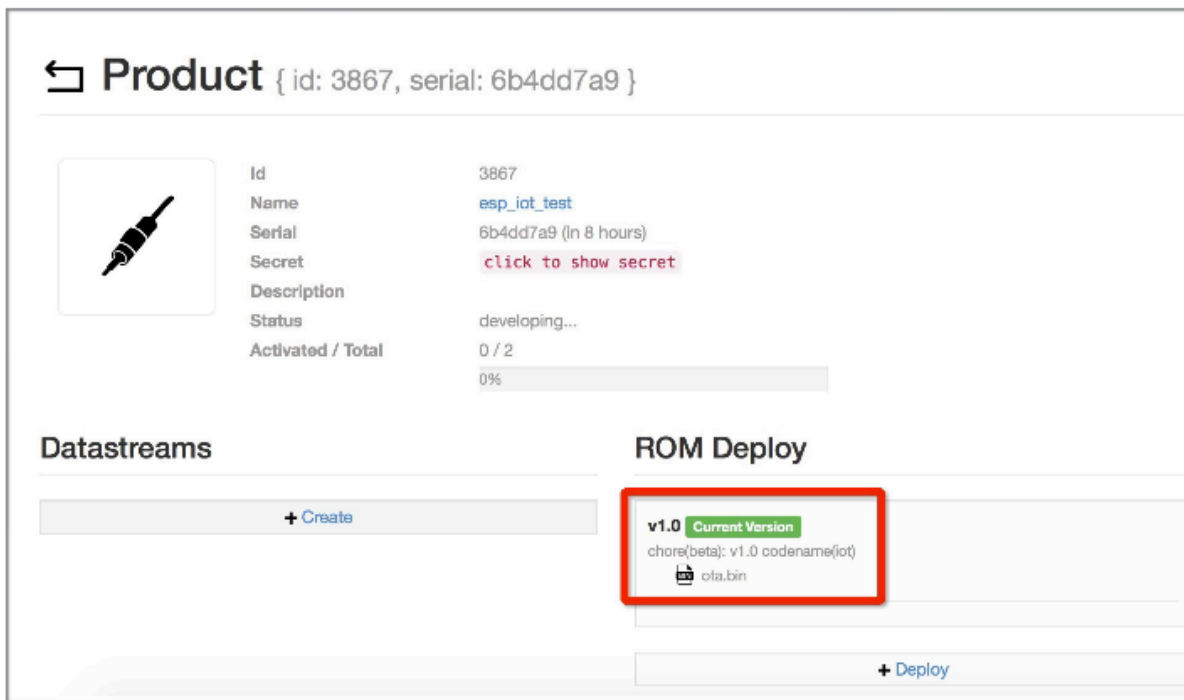 Product { id: 3867, serial: 6b4dd7a9 }
Id 3867
Name esp_iot_test
Serial 6b4dd7a9 (in 8 hours)
Secret click to show secret
Description
Status developing...
Activated / Total 0 / 2
0%
Datastreams
+ Create
ROM Deploy
v1.0 Current Version
chore(beta): v1.0 codename(iot)
ota.bin
+ Deploy